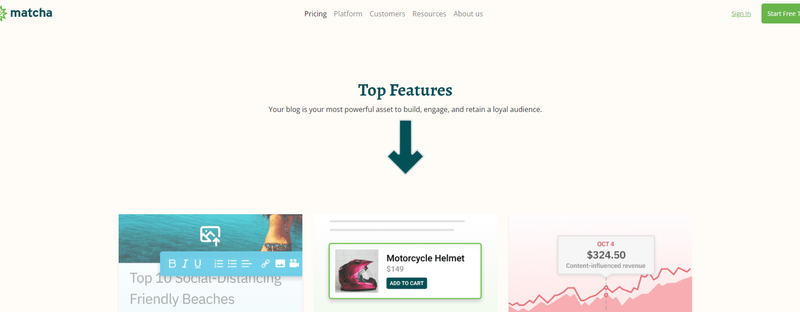 matcha
Pricing Platform Customers Resources About us
Sign In
Start Free
Top Features
Your blog is your most powerful asset to build, engage, and retain a loyal audience.
B I U
Top 10 Social-Distancing
Friendly Beaches
Motorcycle Helmet
$149
ADD TO CART
OCT 4
$324.50
Content-influenced revenue